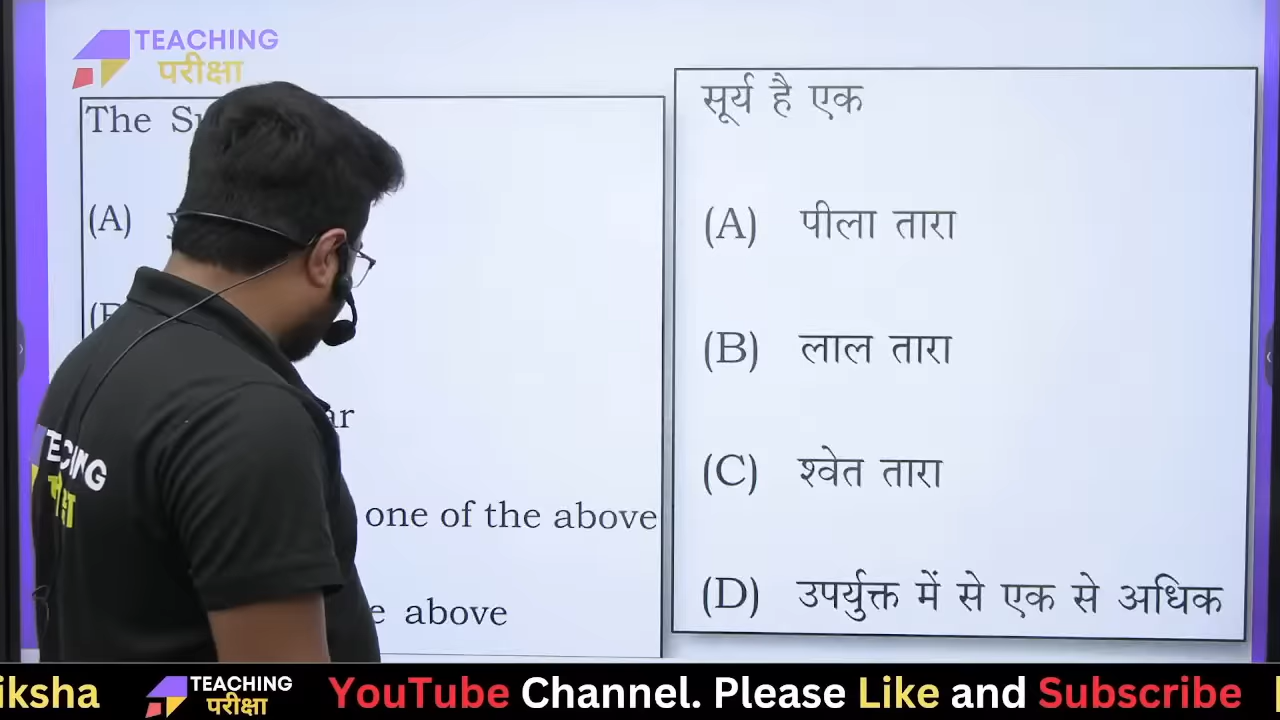 TEACHING
परीक्षा
The
(A)
ar
one of the above
above
सूर्य है एक
(A) पीला तारा
(B) लाल तारा
(C) श्वेत तारा
(D) उपर्युक्त में से एक से अधिक
iksha TEACHING परीक्षा YouTube Channel. Please Like and Subscribe